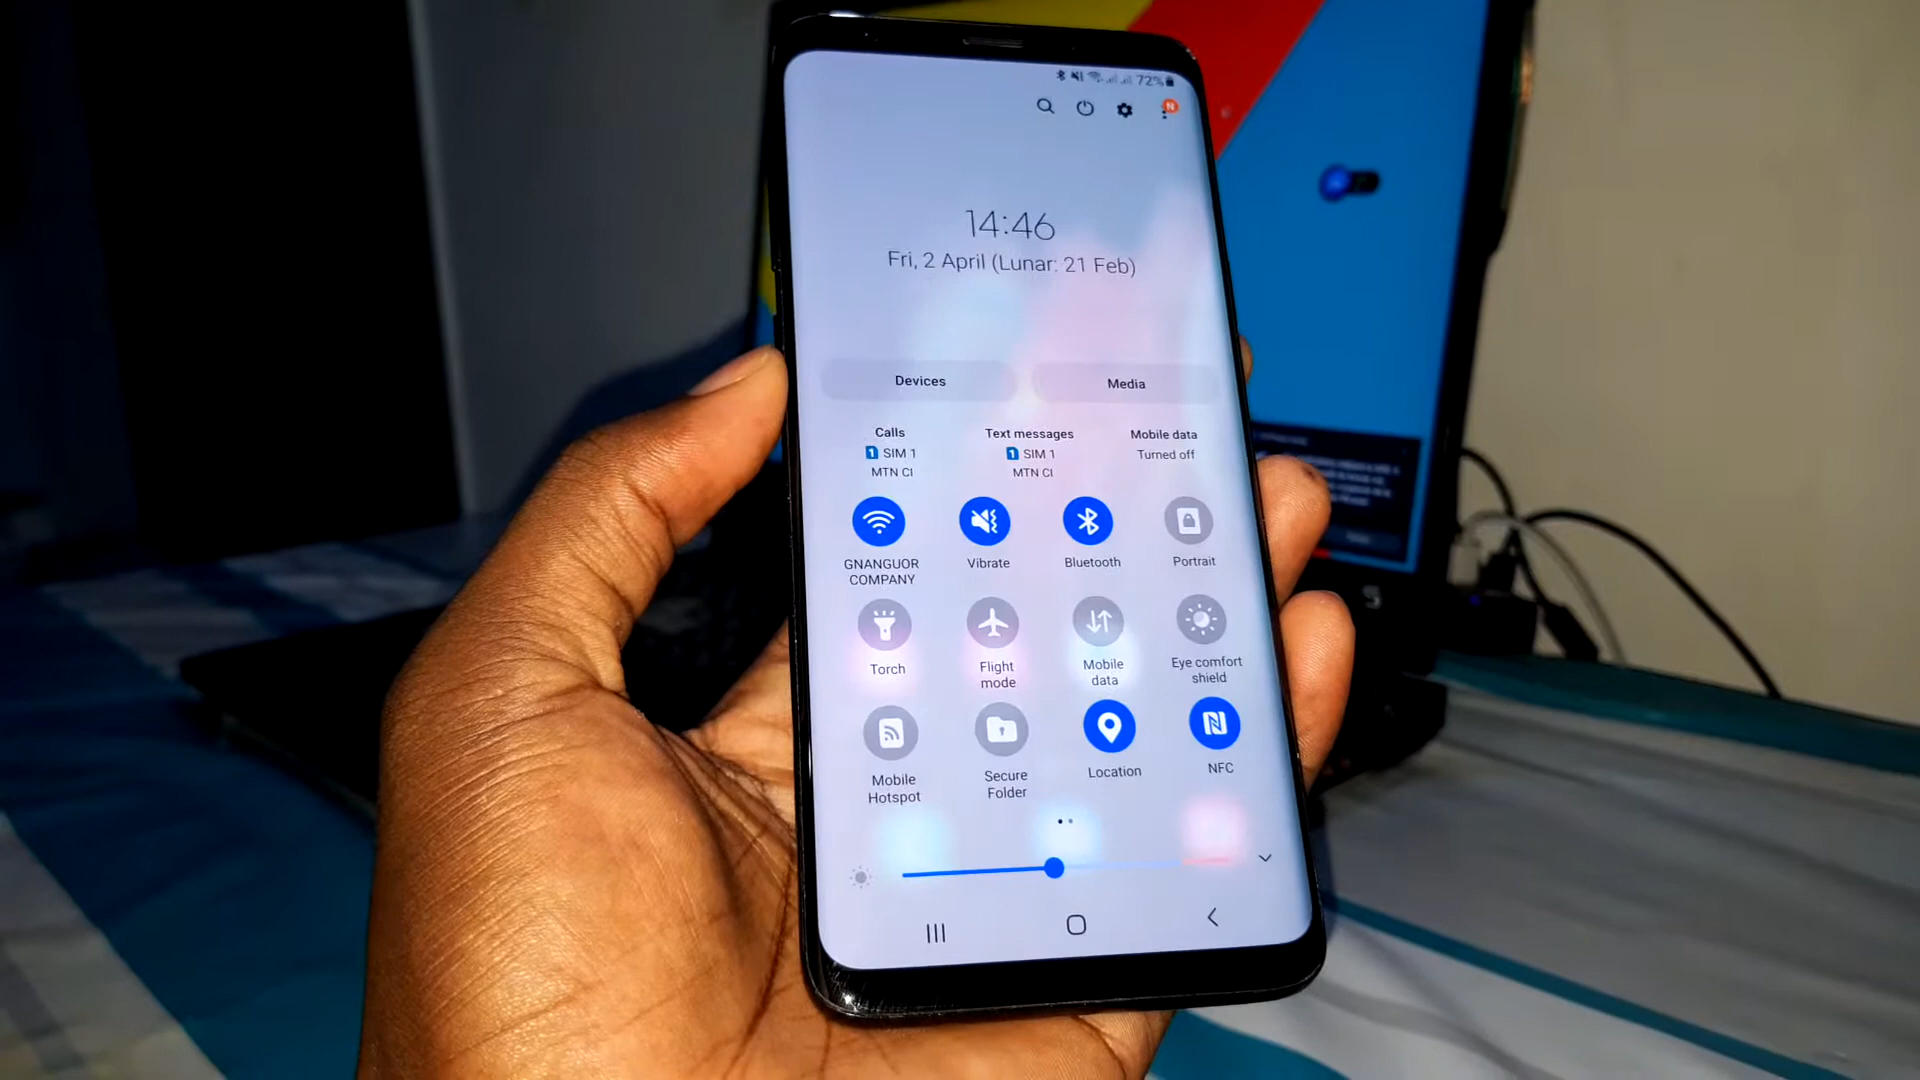 72%
N
14:46
Fri, 2 April (Lunar: 21 Feb)
Devices
Media
Calls
1 SIM 1
MTN CI
Text messages
1 SIM 1
MTN CI
Mobile data
Turned off
GNANGUOR
COMPANY
Vibrate
Bluetooth
Portrait
Torch
Flight
mode
Mobile
data
Eye comfort
shield
Mobile
Hotspot
Secure
Folder
Location
NFC